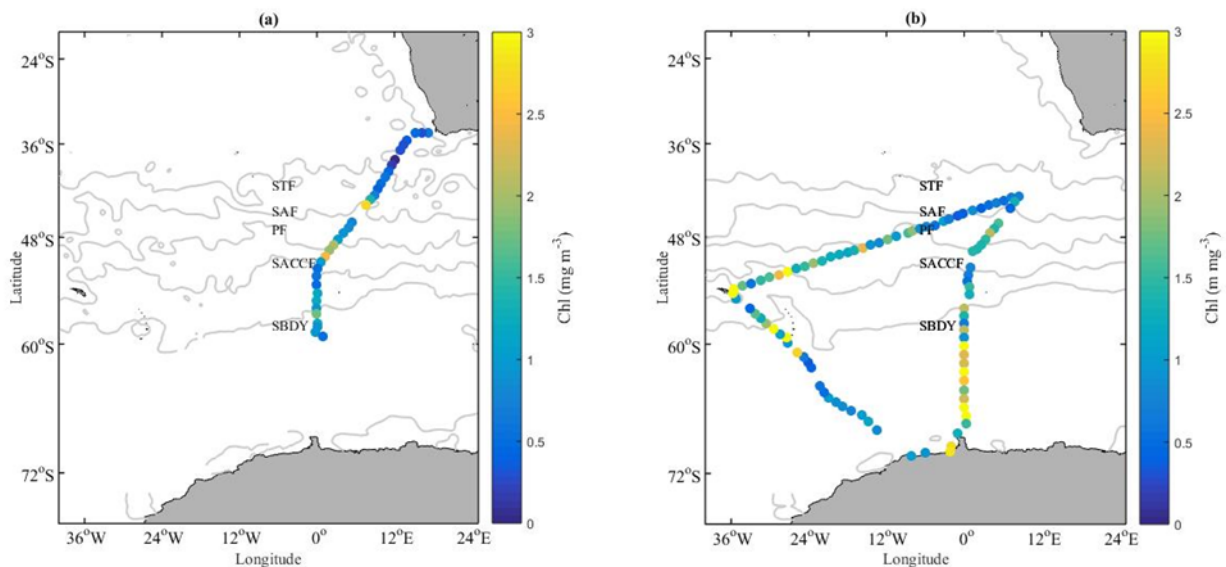 (a)
24°S
36°S
48°S
60°S
72°S
Latitude
STF
SAF
PF
SACCF
SBDY
36°W
24°W
12°W
0°
12°E
24°E
Longitude
3
2.5
2
1.5
1
0.5
0
Chl (mg m⁻³)
(b)
24°S
36°S
48°S
60°S
72°S
Latitude
STF
SAF
PF
SACCF
SBDY
36°W
24°W
12°W
0°
12°E
24°E
Longitude
3
2.5
2
1.5
1
0.5
0
Chl (m mg⁻³)